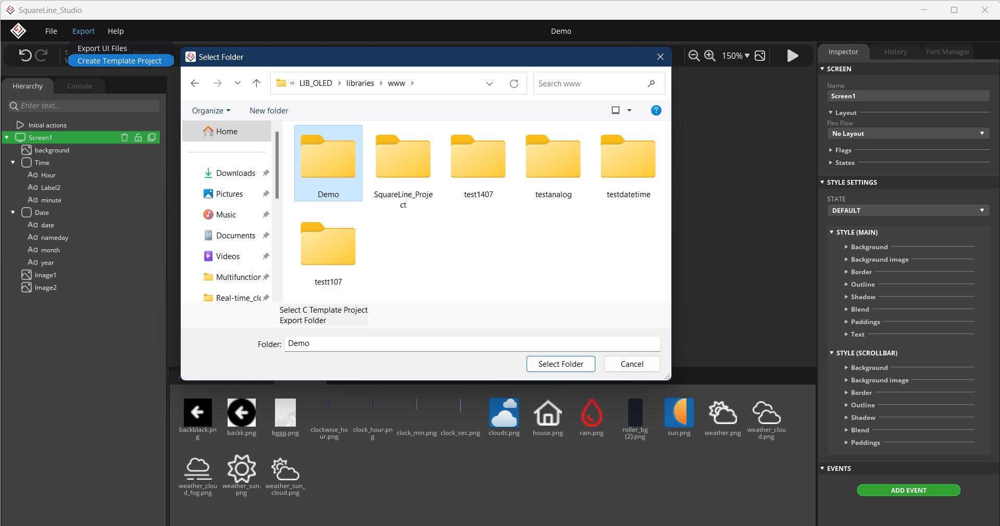 SquareLine_Studio
File Export Help
Demo
Export UI Files
Create Template Project
150%
Inspector
History
Font Manager
Hierarchy
Console
Enter text...
Initial actions
Screen1
background
Time
Hour
Label2
minute
Date
date
nameday
month
year
Image1
Image2
Select Folder
« LIB_OLED › libraries › www ›
Search www
Organize
New folder
Home
Downloads
Pictures
Music
Documents
Videos
Multifunction
Real-time_clo
Demo
SquareLine_Proje
ct
test1407
testanalog
testdatetime
testt107
Select C Template Project
Export Folder
Folder: Demo
Select Folder
Cancel
backblack.pn
g
backk.png
bggg.png
clockwise_ho
ur.png
clock_hour.pn
g
clock_min.png
clock_sec.png
clouds.png
house.png
rain.png
roller_bg
(2).png
sun.png
weather.png
weather_clou
d.png
weather_clou
d_fog.png
weather_sun.
png
weather_sun_
cloud.png
SCREEN
Name
Screen1
Layout
Flex Flow
No Layout
Flags
States
STYLE SETTINGS
STATE
DEFAULT
STYLE (MAIN)
Background
Background image
Border
Outline
Shadow
Blend
Paddings
Text
STYLE (SCROLLBAR)
Background
Background image
Border
Outline
Shadow
Blend
Paddings
EVENTS
ADD EVENT